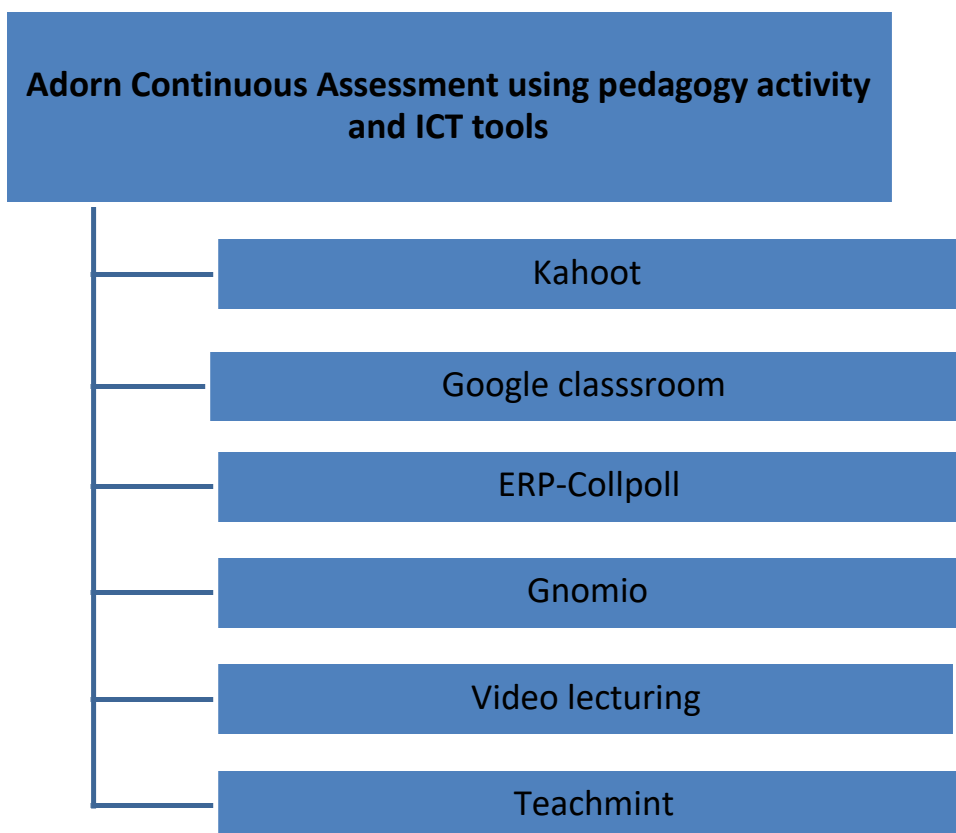 Adorn Continuous Assessment using pedagogy activity
and ICT tools
Kahoot
Google classsroom
ERP-Collpoll
Gnomio
Video lecturing
Teachmint